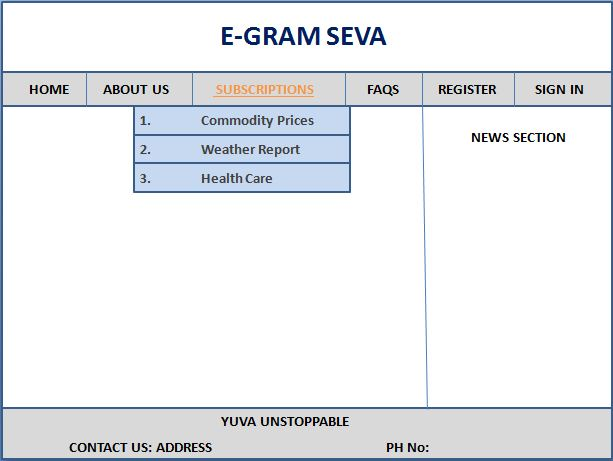 E-GRAM SEVA
HOME ABOUT US SUBSCRIPTIONS FAQS REGISTER SIGN IN
1. Commodity Prices
2. Weather Report
3. Health Care
NEWS SECTION
YUVA UNSTOPPABLE
CONTACT US: ADDRESS PH No: